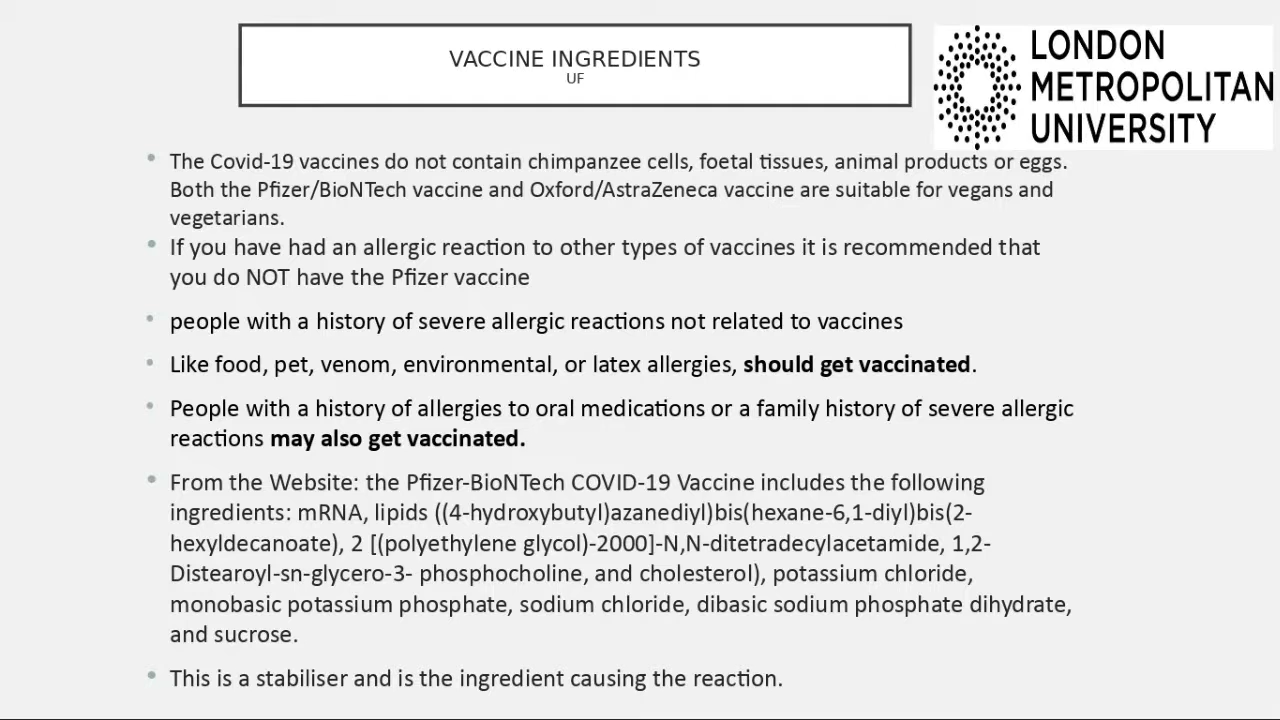 VACCINE INGREDIENTS
UF
LONDON
METROPOLITAN
UNIVERSITY
The Covid-19 vaccines do not contain chimpanzee cells, foetal tissues, animal products or eggs.
Both the Pfizer/BioNTech vaccine and Oxford/AstraZeneca vaccine are suitable for vegans and
vegetarians.
If you have had an allergic reaction to other types of vaccines it is recommended that
you do NOT have the Pfizer vaccine
people with a history of severe allergic reactions not related to vaccines
Like food, pet, venom, environmental, or latex allergies, should get vaccinated.
People with a history of allergies to oral medications or a family history of severe allergic
reactions may also get vaccinated.
From the Website: the Pfizer-BioNTech COVID-19 Vaccine includes the following
ingredients: mRNA, lipids ((4-hydroxybutyl)azanediyl)bis(hexane-6,1-diyl)bis(2-
hexyldecanoate), 2 [(polyethylene glycol)-2000]-N,N-ditetradecylacetamide, 1,2-
Distearoyl-sn-glycero-3- phosphocholine, and cholesterol), potassium chloride,
monobasic potassium phosphate, sodium chloride, dibasic sodium phosphate dihydrate,
and sucrose.
This is a stabiliser and is the ingredient causing the reaction.